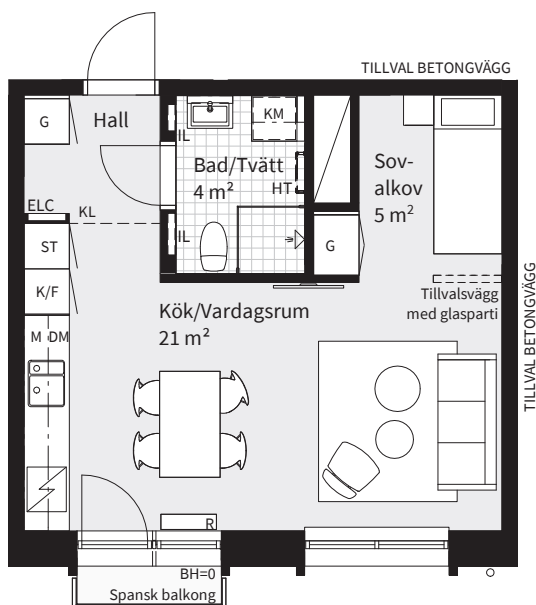 TILLVAL BETONGVÄGG
G
Hall
KM
IL
Bad/Tvätt
4 m²
HT
Sov-
alkov
5 m²
ELC
KL
IL
ST
G
K/F
Tillvalsvägg
med glasparti
TILLVAL BETONGVÄGG
Kök/Vardagsrum
21 m²
M DM
R
BH=0
Spansk balkong